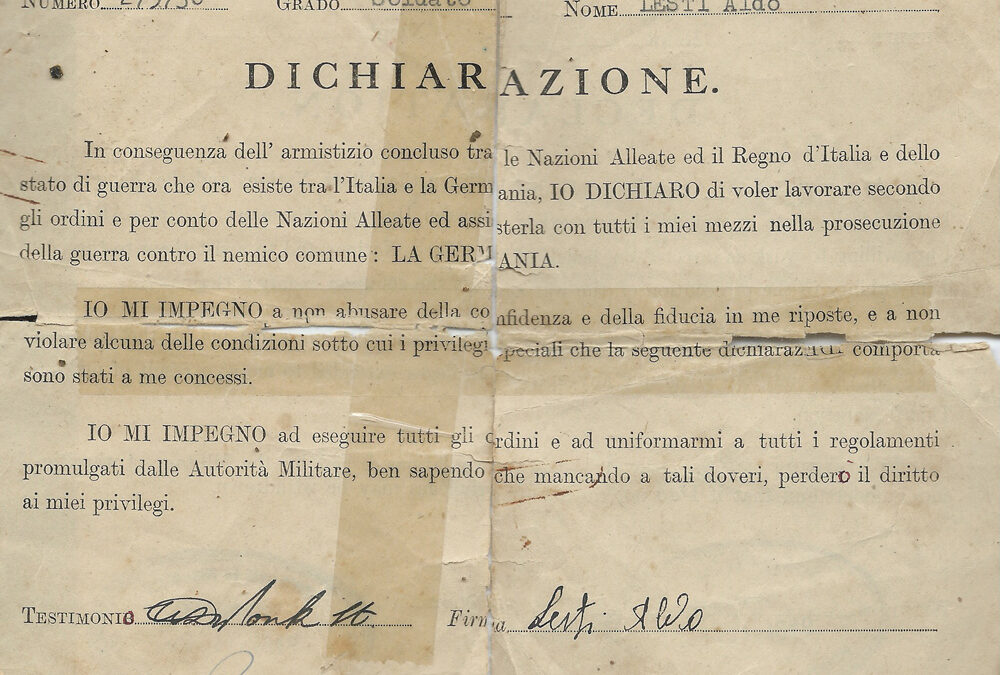 NUMERO GRADO Soldato NOME LESTI Aldo
DICHIARAZIONE.
In conseguenza dell' armistizio concluso tra le Nazioni Alleate ed il Regno d'Italia e dello
stato di guerra che ora esiste tra l'Italia e la Germania, IO DICHIARO di voler lavorare secondo
gli ordini e per conto delle Nazioni Alleate ed assisterla con tutti i miei mezzi nella prosecuzione
della guerra contro il nemico comune : LA GERMANIA.
IO MI IMPEGNO a non abusare della confidenza e della fiducia in me riposte, e a non
violare alcuna delle condizioni sotto cui i privilegi speciali che la seguente dichiarazione comporta
sono stati a me concessi.
IO MI IMPEGNO ad eseguire tutti gli ordini e ad uniformarmi a tutti i regolamenti
promulgati dalle Autorità Militare, ben sapendo che mancando a tali doveri, perdero il diritto
ai miei privilegi.
TESTIMONIO Firma Lesti Aldo